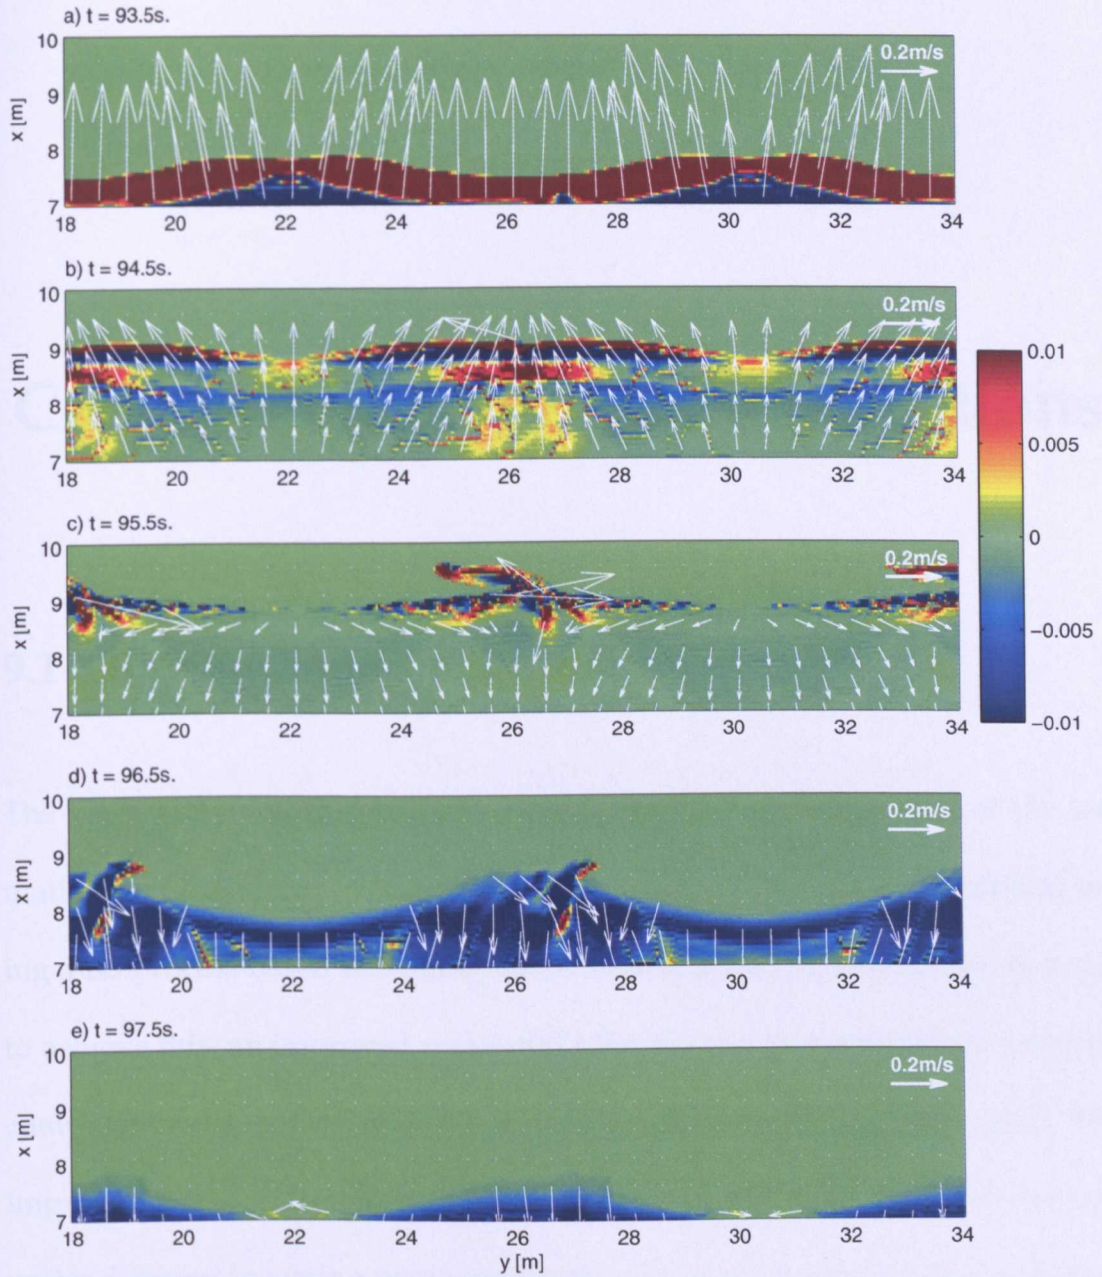 a) t = 93.5s.
10
9
8
7
x [m]
0.2m/s
18 20 22 24 26 28 30 32 34
b) t = 94.5s.
10
9
8
7
x [m]
0.2m/s
18 20 22 24 26 28 30 32 34
0.01
0.005
0
−0.005
−0.01
c) t = 95.5s.
10
9
8
7
x [m]
0.2m/s
18 20 22 24 26 28 30 32 34
d) t = 96.5s.
10
9
8
7
x [m]
0.2m/s
18 20 22 24 26 28 30 32 34
e) t = 97.5s.
10
9
8
7
x [m]
0.2m/s
18 20 22 24 26 28 30 32 34
y [m]